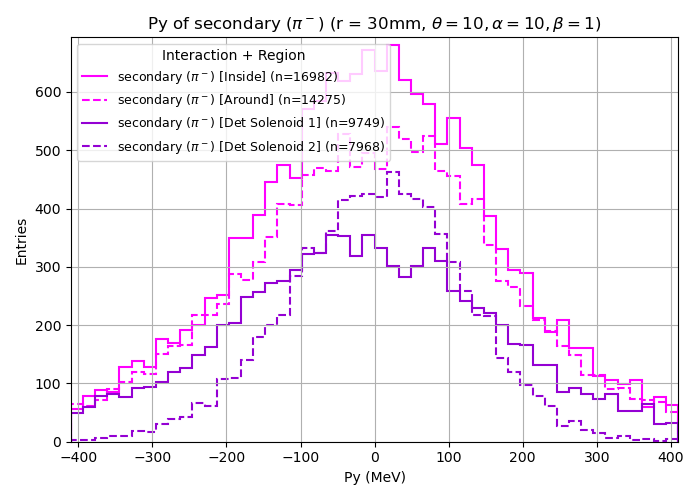 Py of secondary (π⁻) (r = 30mm, θ = 10, α = 10, β = 1)
Interaction + Region
secondary (π⁻) [Inside] (n=16982)
secondary (π⁻) [Around] (n=14275)
secondary (π⁻) [Det Solenoid 1] (n=9749)
secondary (π⁻) [Det Solenoid 2] (n=7968)
Entries
600
500
400
300
200
100
0
−400 −300 −200 −100 0 100 200 300 400
Py (MeV)